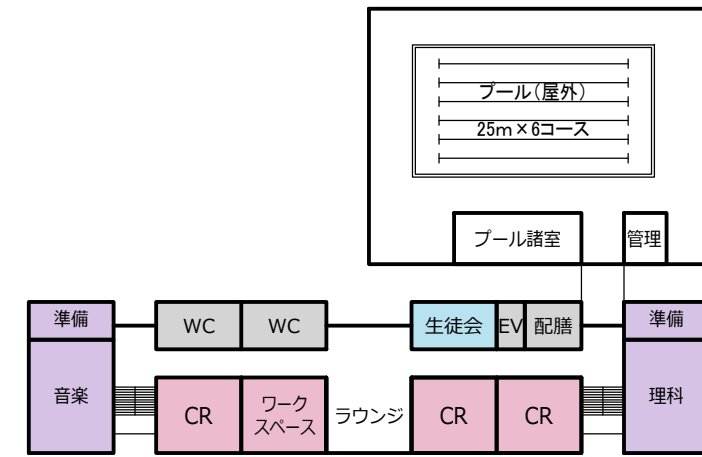 プール(屋外)
25m×6コース
プール諸室
管理
準備
WC
WC
生徒会
EV
配膳
準備
音楽
CR
ワーク
スペース
ラウンジ
CR
CR
理科